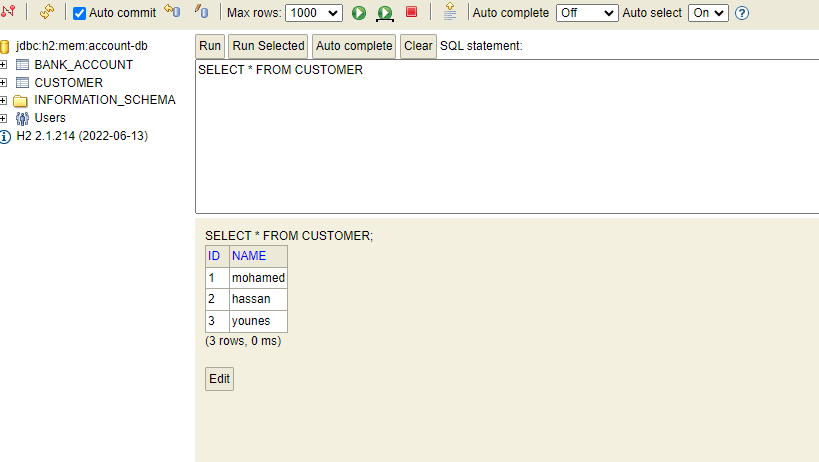 Auto commit Max rows: 1000 Auto complete Off Auto select On
jdbc:h2:mem:account-db
BANK_ACCOUNT
CUSTOMER
INFORMATION_SCHEMA
Users
H2 2.1.214 (2022-06-13)
Run Run Selected Auto complete Clear SQL statement:
SELECT * FROM CUSTOMER
SELECT * FROM CUSTOMER;
ID NAME
1 mohamed
2 hassan
3 younes
(3 rows, 0 ms)
Edit